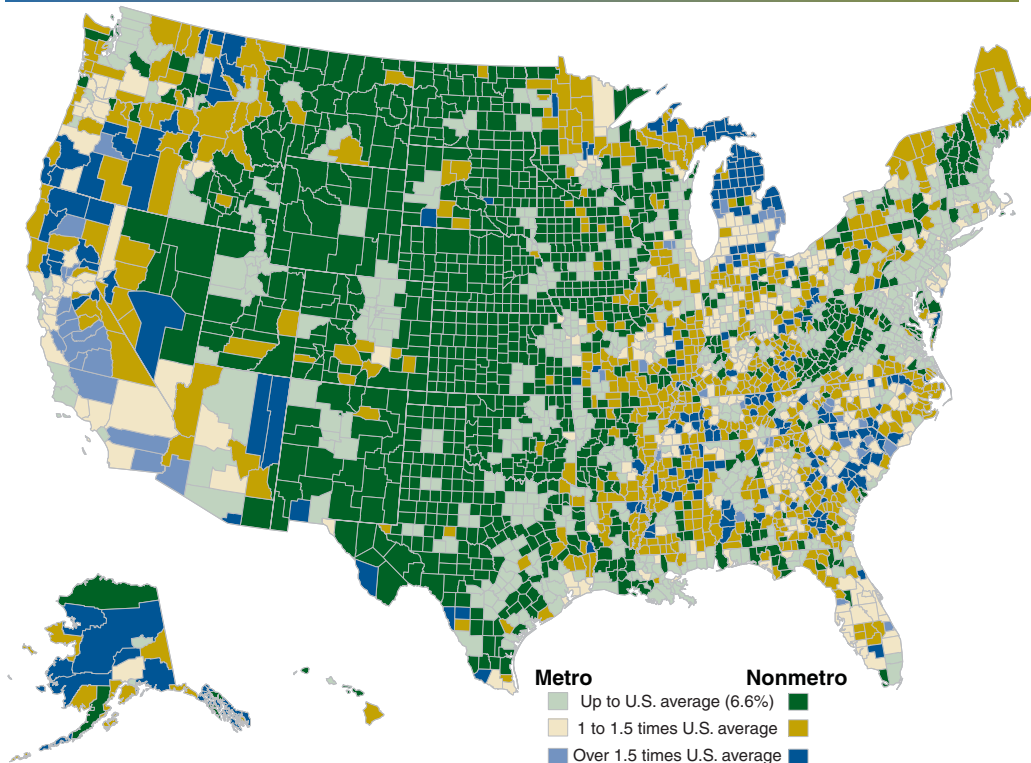 Metro Nonmetro
Up to U.S. average (6.6%)
1 to 1.5 times U.S. average
Over 1.5 times U.S. average